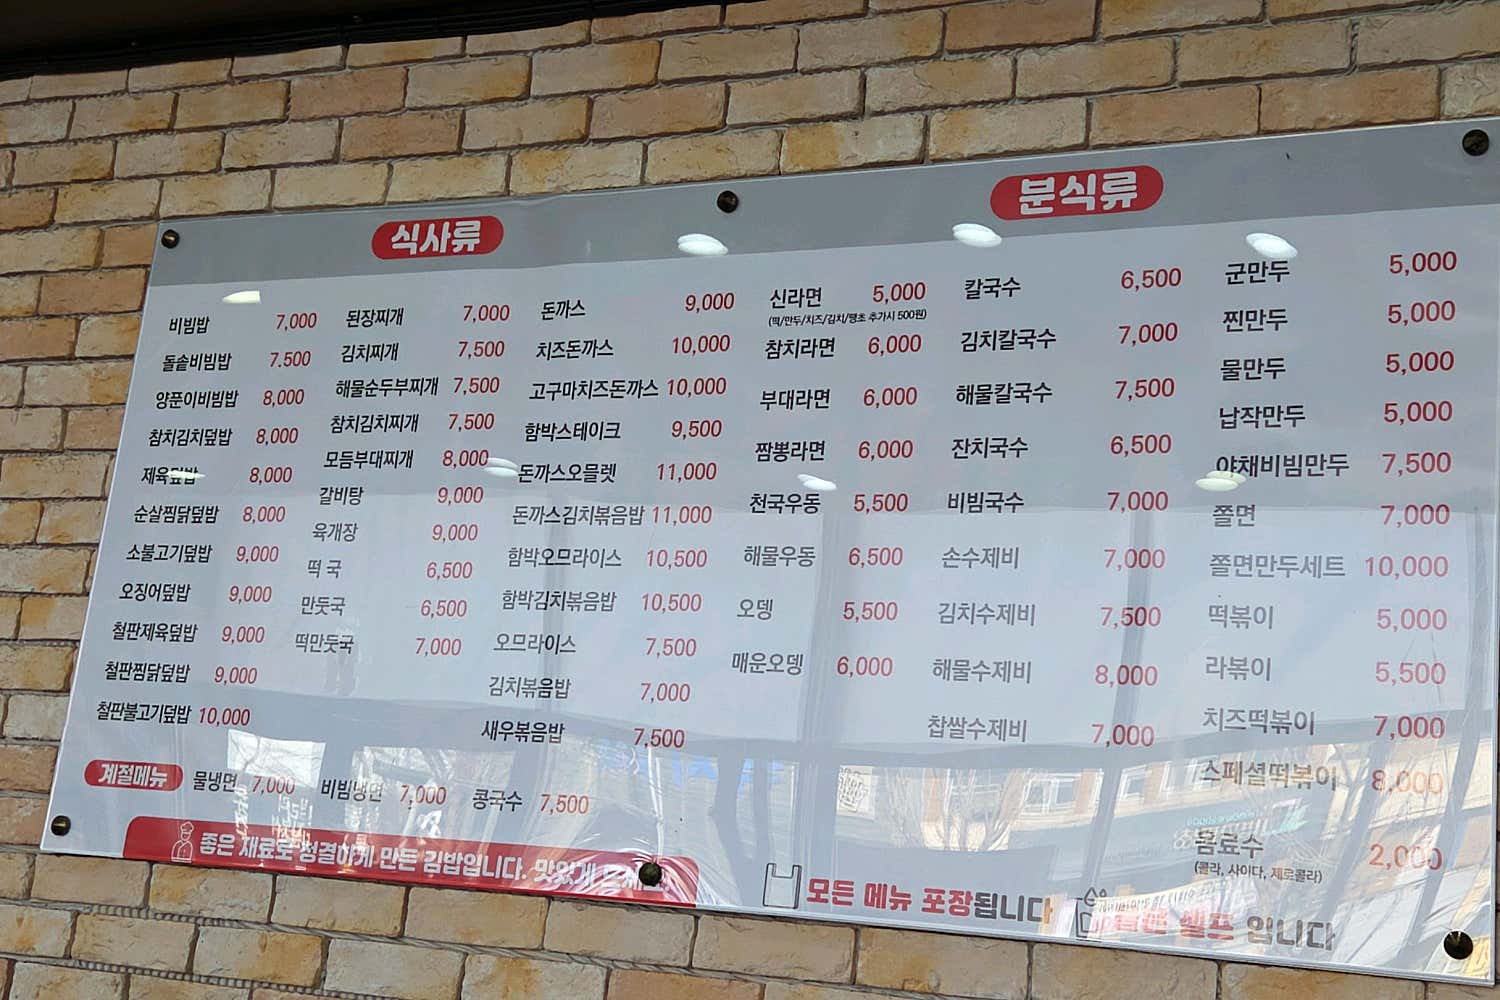 식사류
비빔밥 7,000
돌솥비빔밥 7,500
양푼이비빔밥 8,000
참치김치덮밥 8,000
제육덮밥 8,000
순살찜닭덮밥 8,000
소불고기덮밥 9,000
오징어덮밥 9,000
철판제육덮밥 9,000
철판찜닭덮밥 9,000
철판불고기덮밥 10,000
된장찌개 7,000
김치찌개 7,500
해물순두부찌개 7,500
참치김치찌개 7,500
모듬부대찌개 8,000
갈비탕 9,000
육개장 9,000
떡 국 6,500
만둣국 6,500
떡만둣국 7,000
돈까스 9,000
치즈돈까스 10,000
고구마치즈돈까스 10,000
함박스테이크 9,500
돈까스오믈렛 11,000
돈까스김치볶음밥 11,000
함박오므라이스 10,500
함박김치볶음밥 10,500
오므라이스 7,500
김치볶음밥 7,000
새우볶음밥 7,500
계절메뉴 물냉면 7,000 비빔냉면 7,000 콩국수 7,500
좋은 재료로 청결하게 만든 김밥입니다. 맛있게
분식류
신라면 5,000
(떡/만두/치즈/김치/땡초 추가시 500원)
참치라면 6,000
부대라면 6,000
짬뽕라면 6,000
천국우동 5,500
해물우동 6,500
오뎅 5,500
매운오뎅 6,000
칼국수 6,500
김치칼국수 7,000
해물칼국수 7,500
잔치국수 6,500
비빔국수 7,000
손수제비 7,000
김치수제비 7,500
해물수제비 8,000
찹쌀수제비 7,000
군만두 5,000
찐만두 5,000
물만두 5,000
납작만두 5,000
야채비빔만두 7,500
쫄면 7,000
쫄면만두세트 10,000
떡볶이 5,000
라볶이 5,500
치즈떡볶이 7,000
스페셜떡볶이 8,000
음료수 2,000
(콜라, 사이다, 제로콜라)
모든 메뉴 포장됩니다
셀프 입니다